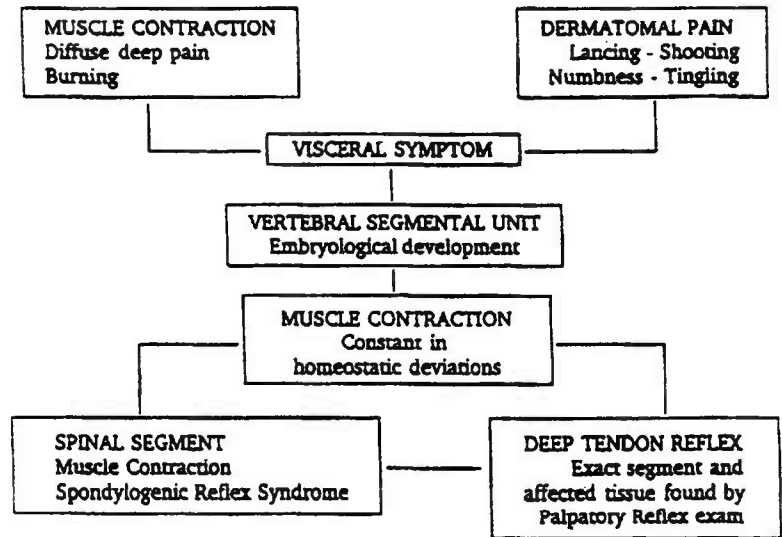 MUSCLE CONTRACTION
Diffuse deep pain
Burning
DERMATOMAL PAIN
Lancing - Shooting
Numbness - Tingling
VISCERAL SYMPTOM
VERTEBRAL SEGMENTAL UNIT
Embryological development
MUSCLE CONTRACTION
Constant in
homeostatic deviations
SPINAL SEGMENT
Muscle Contraction
Spondylogenic Reflex Syndrome
DEEP TENDON REFLEX
Exact segment and
affected tissue found by
Palpatory Reflex exam